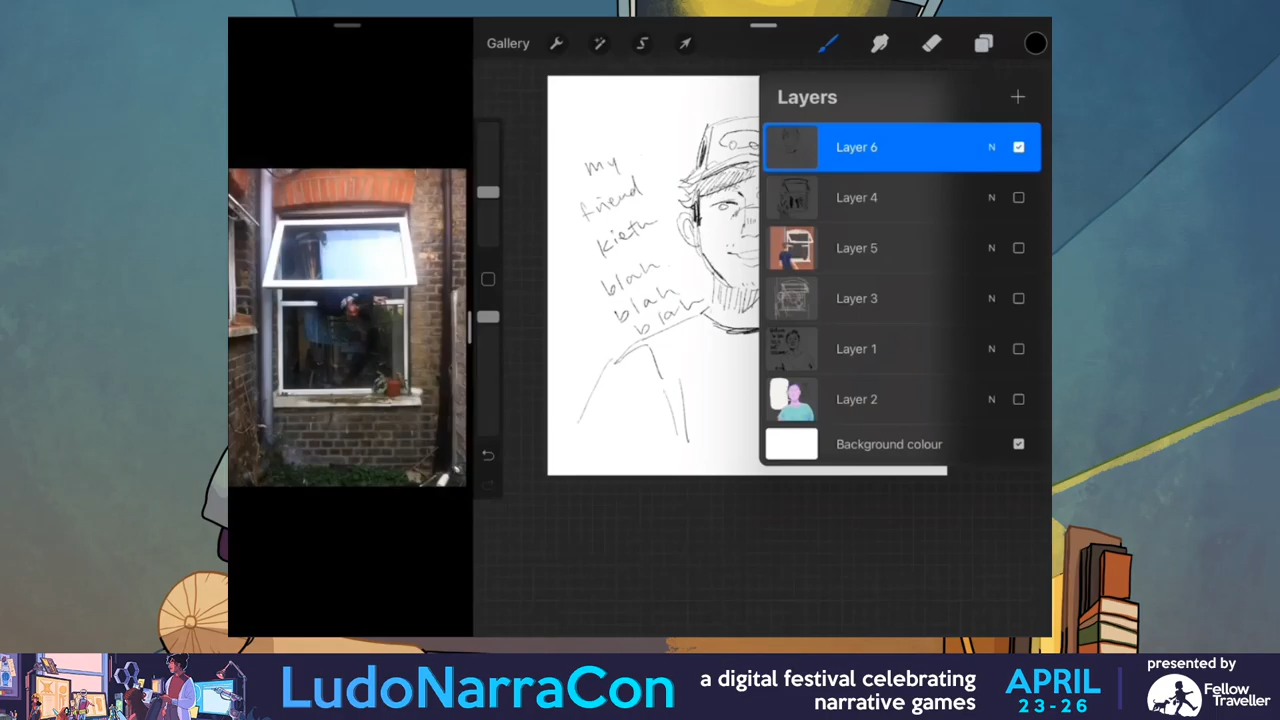 Gallery
Layers
Layer 6 N
Layer 4 N
Layer 5 N
Layer 3 N
Layer 1 N
Layer 2 N
Background colour
my
friend
kieth
blah
blah
blah
LudoNarraCon
a digital festival celebrating
narrative games
APRIL
23-26
presented by
Fellow
Traveller